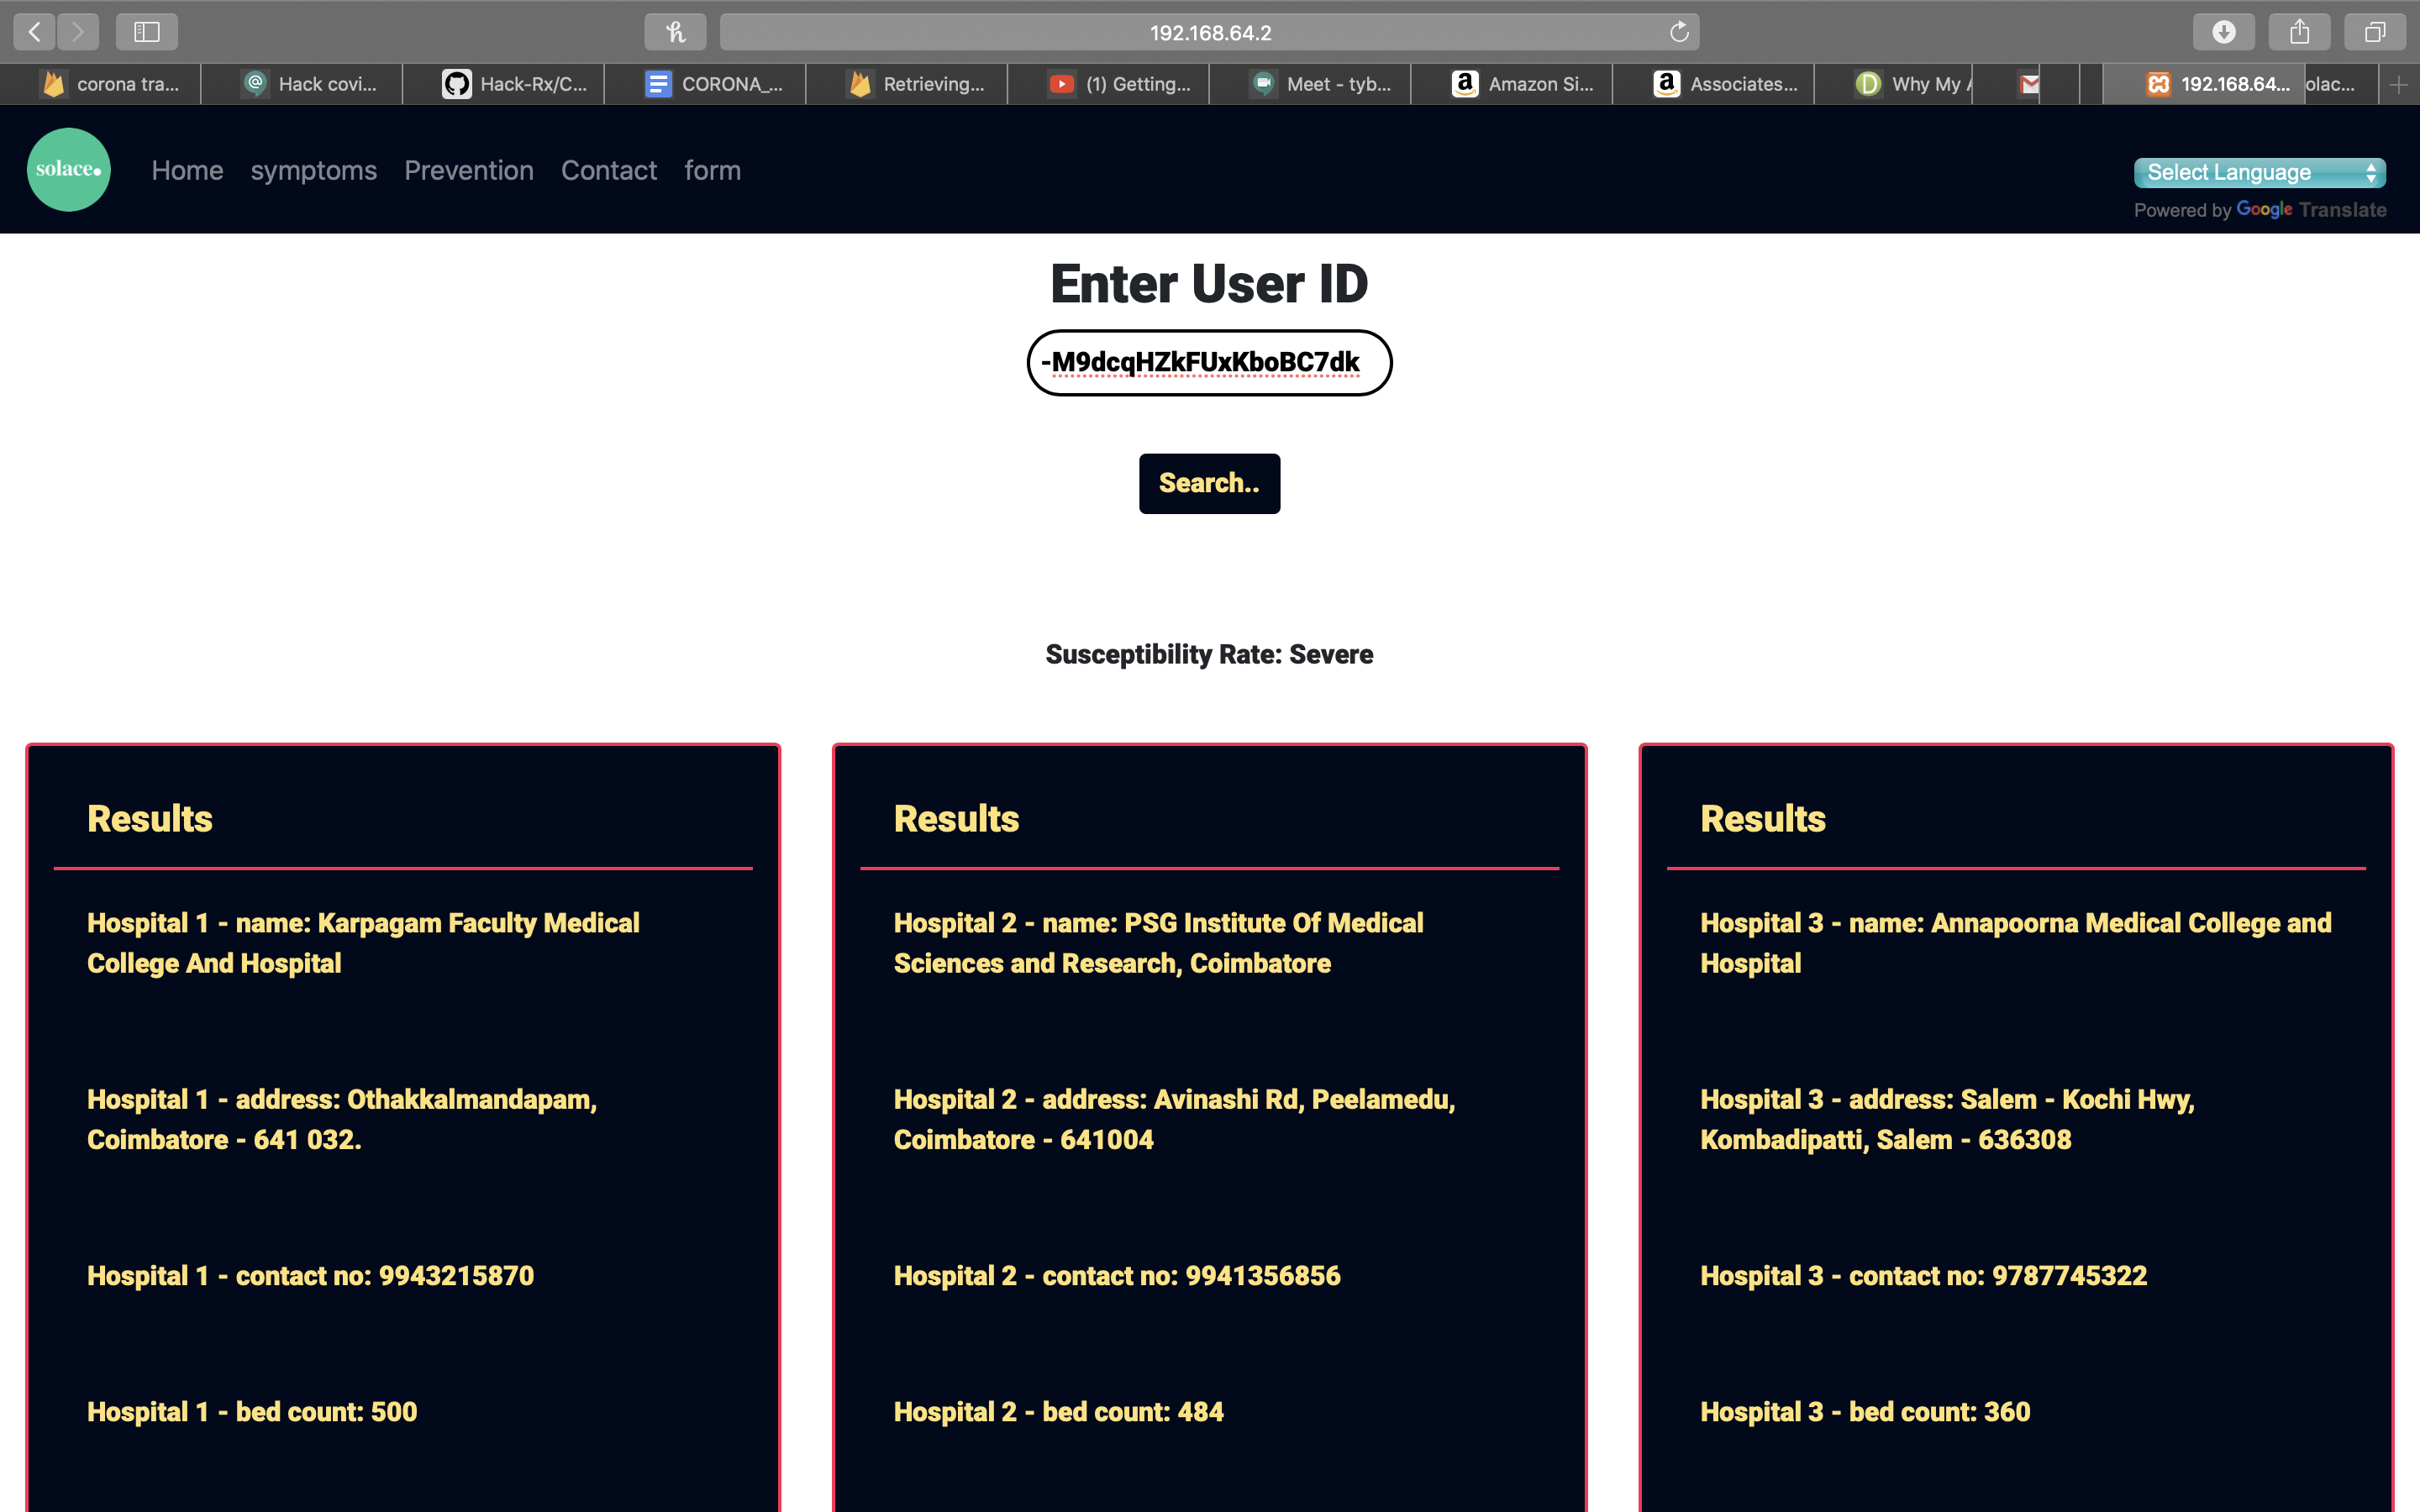 192.168.64.2
corona tra...
Hack covi...
Hack-Rx/C...
CORONA_...
Retrieving...
(1) Getting...
Meet - tyb...
Amazon Si...
Associates...
Why My
192.168.64...
olac...
solace.
Home
symptoms
Prevention
Contact
form
Select Language
Powered by Google Translate
Enter User ID
-M9dcqHZkFUxKboBC7dk
Search..
Susceptibility Rate: Severe
Results
Hospital 1 - name: Karpagam Faculty Medical
College And Hospital
Hospital 1 - address: Othakkalmandapam,
Coimbatore - 641 032.
Hospital 1 - contact no: 9943215870
Hospital 1 - bed count: 500
Results
Hospital 2 - name: PSG Institute Of Medical
Sciences and Research, Coimbatore
Hospital 2 - address: Avinashi Rd, Peelamedu,
Coimbatore - 641004
Hospital 2 - contact no: 9941356856
Hospital 2 - bed count: 484
Results
Hospital 3 - name: Annapoorna Medical College and
Hospital
Hospital 3 - address: Salem - Kochi Hwy,
Kombadipatti, Salem - 636308
Hospital 3 - contact no: 9787745322
Hospital 3 - bed count: 360